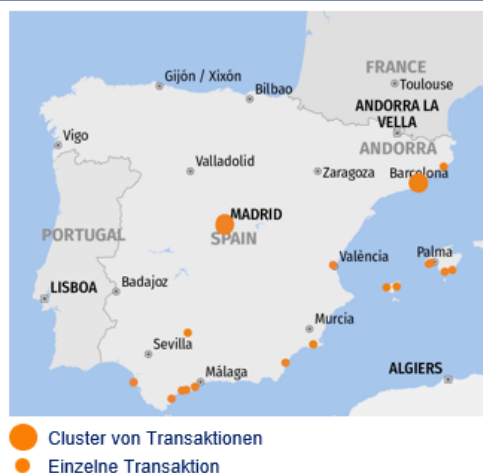 FRANCE
Gijón / Xixón
Bilbao
Toulouse
ANDORRA LA
VELLA
ANDORRA
Vigo
Valladolid
Zaragoza
Barcelona
MADRID
SPAIN
PORTUGAL
València
Palma
LISBOA
Badajoz
Murcia
Sevilla
Málaga
ALGIERS
Cluster von Transaktionen
Einzelne Transaktion